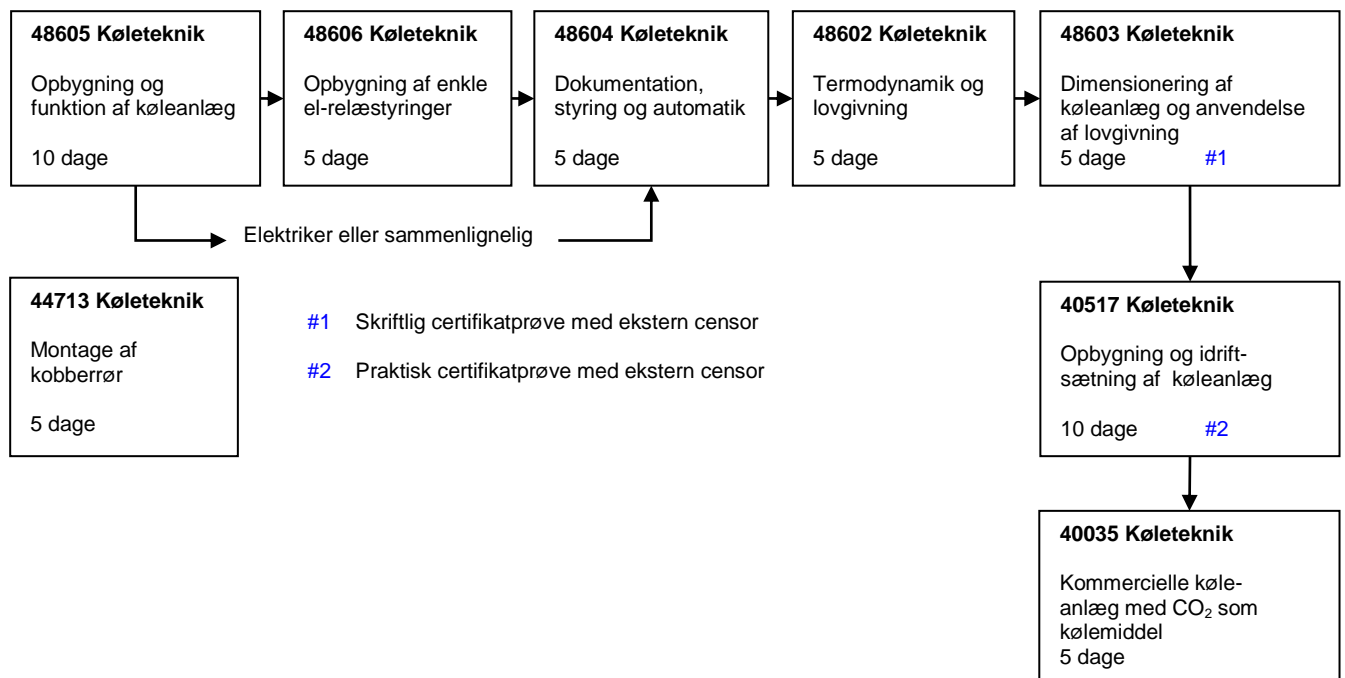 48605 Køleteknik
Opbygning og
funktion af køleanlæg
10 dage
48606 Køleteknik
Opbygning af enkle
el-relæstyringer
5 dage
48604 Køleteknik
Dokumentation,
styring og automatik
5 dage
48602 Køleteknik
Termodynamik og
lovgivning
5 dage
48603 Køleteknik
Dimensionering af
køleanlæg og anvendelse
af lovgivning
5 dage #1
Elektriker eller sammenlignelig
44713 Køleteknik
Montage af
kobberrør
5 dage
#1 Skriftlig certifikatprøve med ekstern censor
#2 Praktisk certifikatprøve med ekstern censor
40517 Køleteknik
Opbygning og idrift-
sætning af køleanlæg
10 dage #2
40035 Køleteknik
Kommercielle køle-
anlæg med CO₂ som
kølemiddel
5 dage